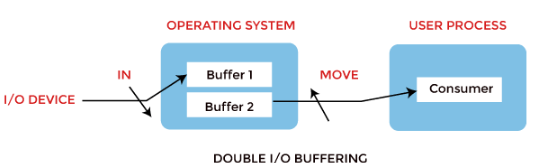 OPERATING SYSTEM
USER PROCESS
I/O DEVICE
IN
Buffer 1
Buffer 2
MOVE
Consumer
DOUBLE I/O BUFFERING